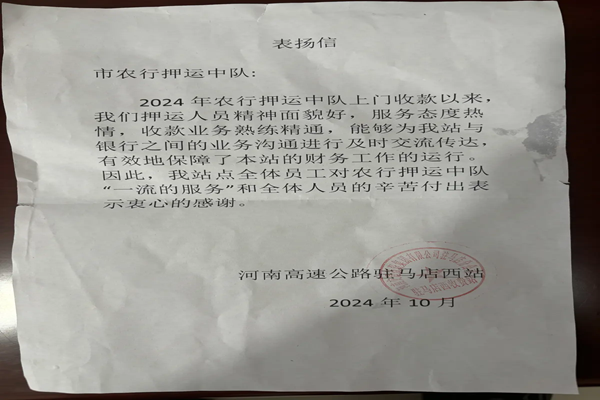 表扬信
市农行押运中队：
2024 年农行押运中队上门收款以来，
我们押运人员精神面貌好，服务态度热
情，收款业务熟练精通，能够为我站与
银行之间的业务沟通进行及时交流传达，
有效地保障了本站的财务工作的运行。
因此，我站点全体员工对农行押运中队
“一流的服务”和全体人员的辛苦付出表
示衷心的感谢。
河南高速公路驻马店西站
2024 年 10 月